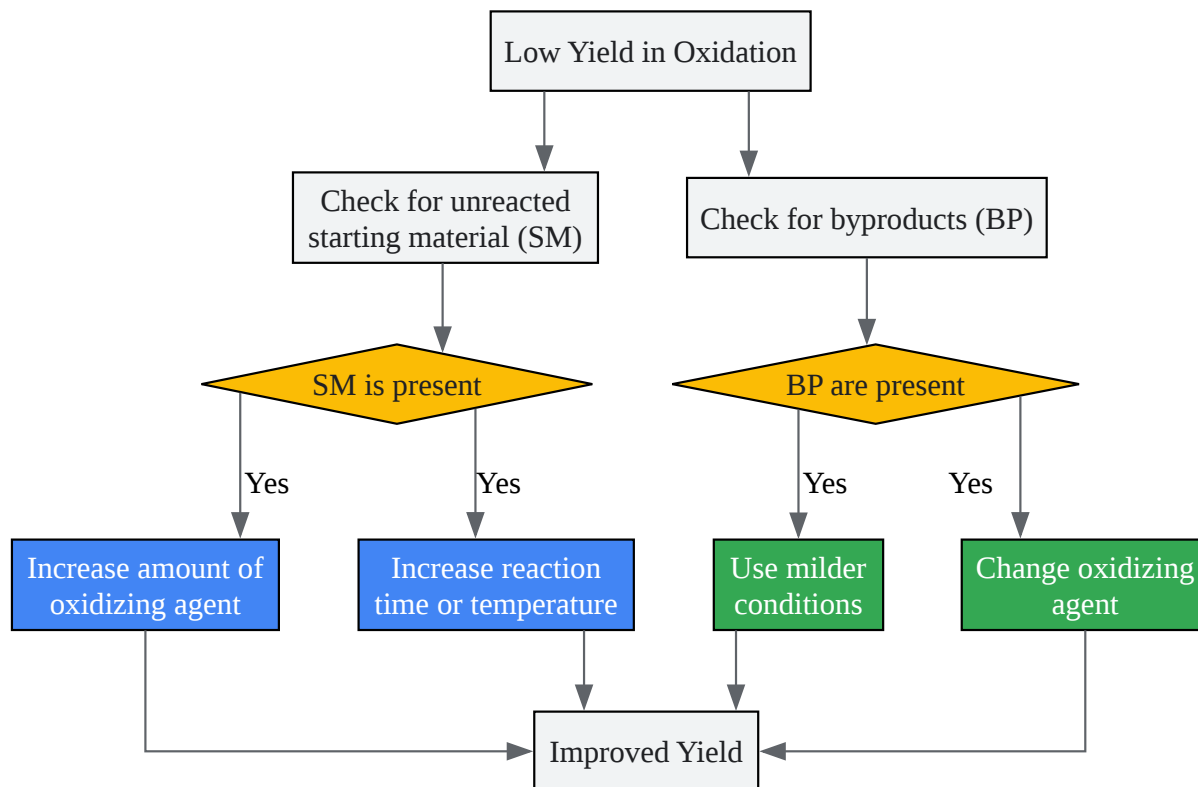 Low Yield in Oxidation
Check for unreacted
starting material (SM)
Check for byproducts (BP)
SM is present
BP are present
Yes
Yes
Yes
Yes
Increase amount of
oxidizing agent
Increase reaction
time or temperature
Use milder
conditions
Change oxidizing
agent
Improved Yield